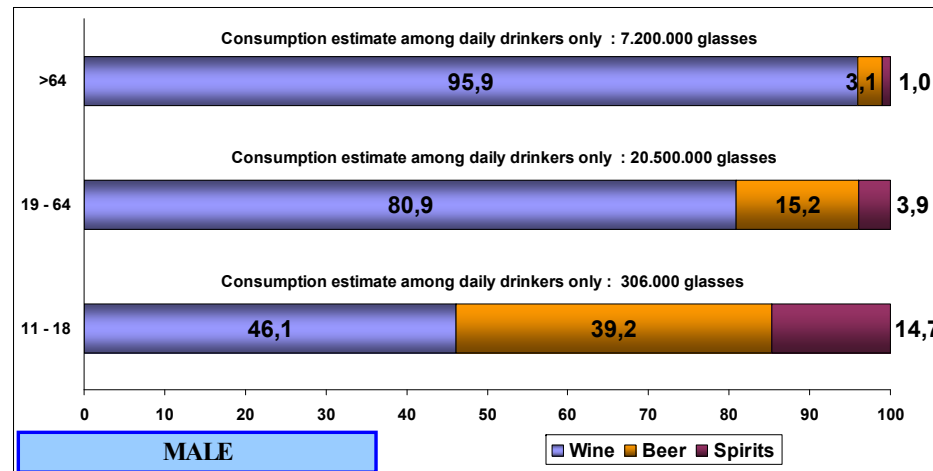 Consumption estimate among daily drinkers only : 7.200.000 glasses
>64
95,9
3,1
1,0
Consumption estimate among daily drinkers only : 20.500.000 glasses
19 - 64
80,9
15,2
3,9
Consumption estimate among daily drinkers only : 306.000 glasses
11 - 18
46,1
39,2
14,7
0 10 20 30 40 50 60 70 80 90 100
MALE
Wine Beer Spirits